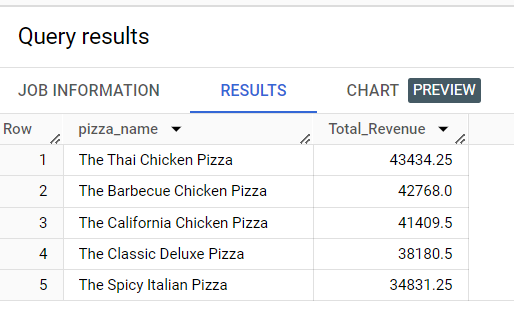 Query results
JOB INFORMATION RESULTS CHART PREVIEW
Row pizza_name Total_Revenue
1 The Thai Chicken Pizza 43434.25
2 The Barbecue Chicken Pizza 42768.0
3 The California Chicken Pizza 41409.5
4 The Classic Deluxe Pizza 38180.5
5 The Spicy Italian Pizza 34831.25